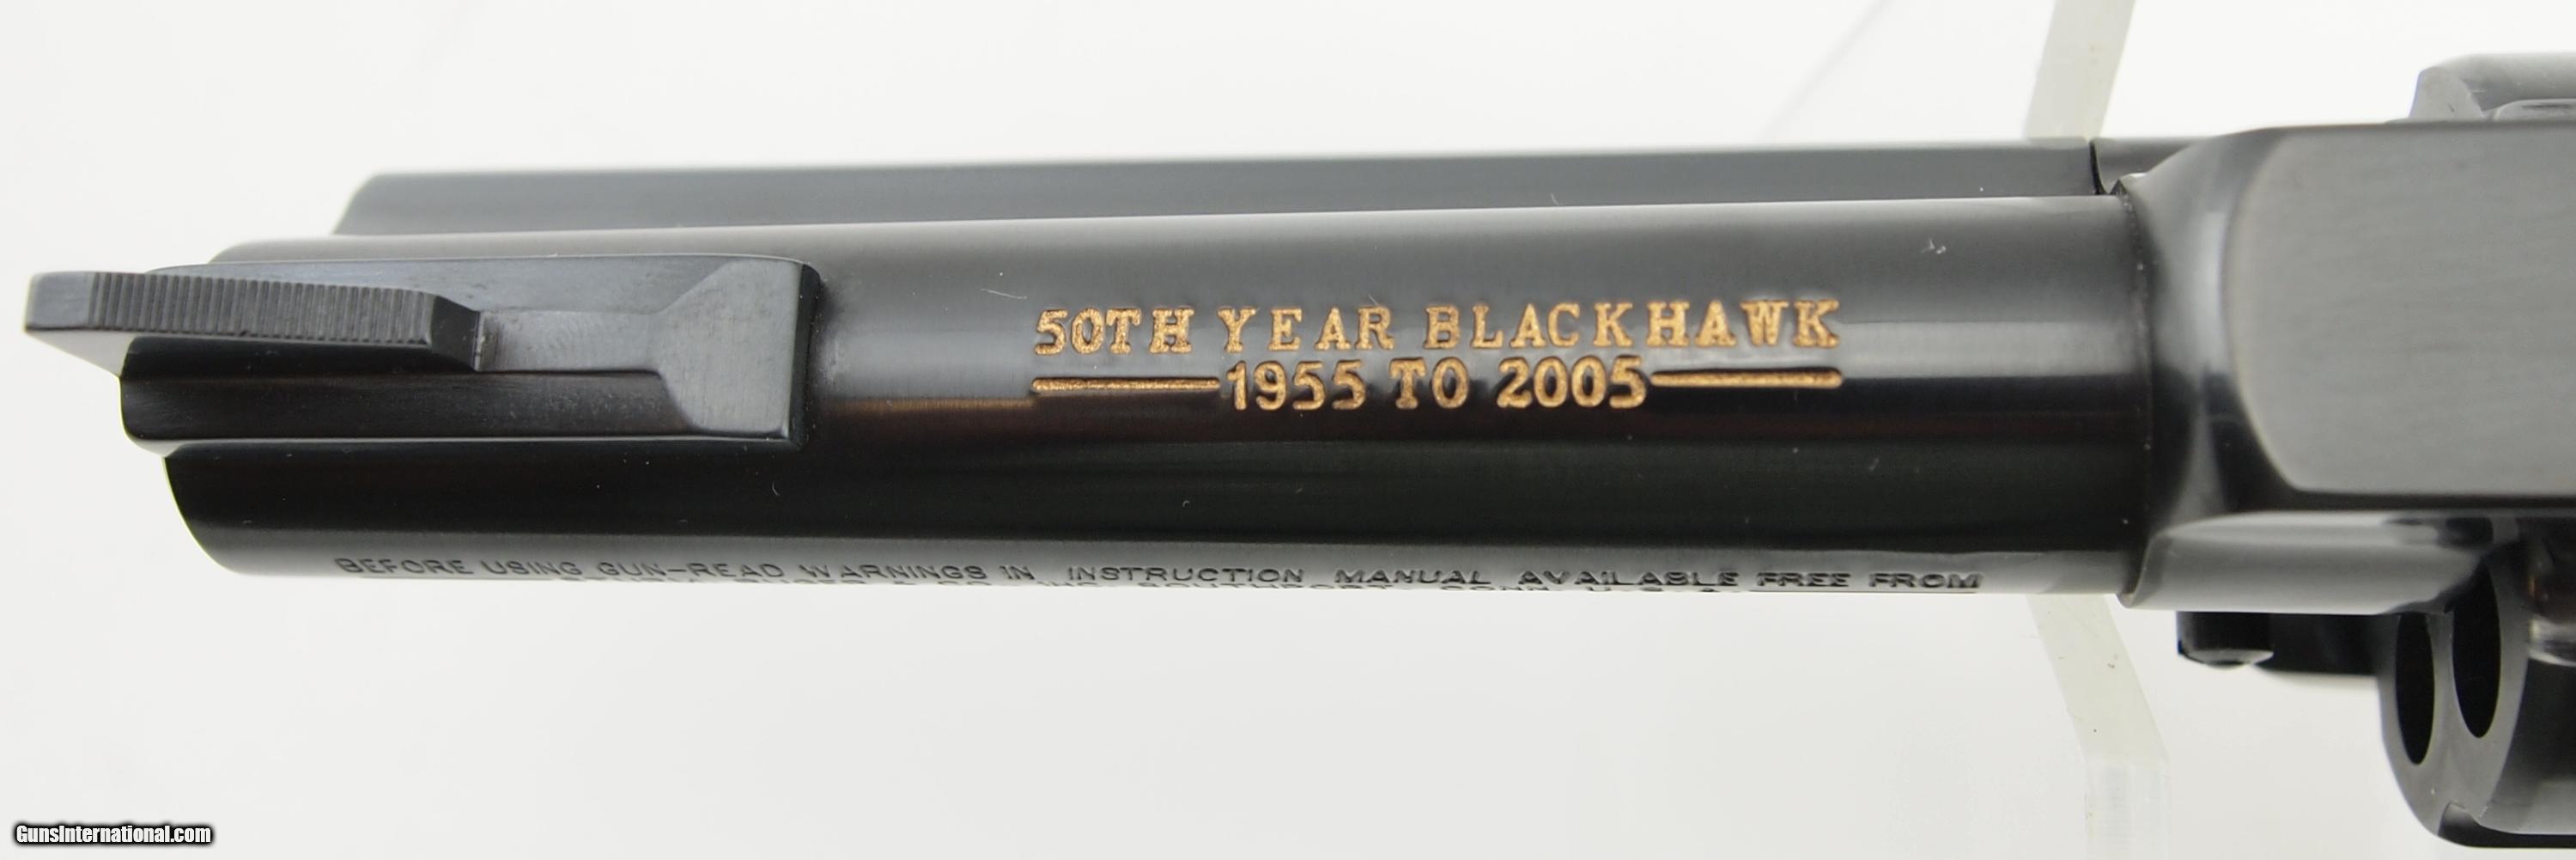 50TH YEAR BLACKHAWK
1955 TO 2005
BEFORE USING GUN-READ WARNINGS IN INSTRUCTION MANUAL AVAILABLE FREE FROM
GunsInternational.com